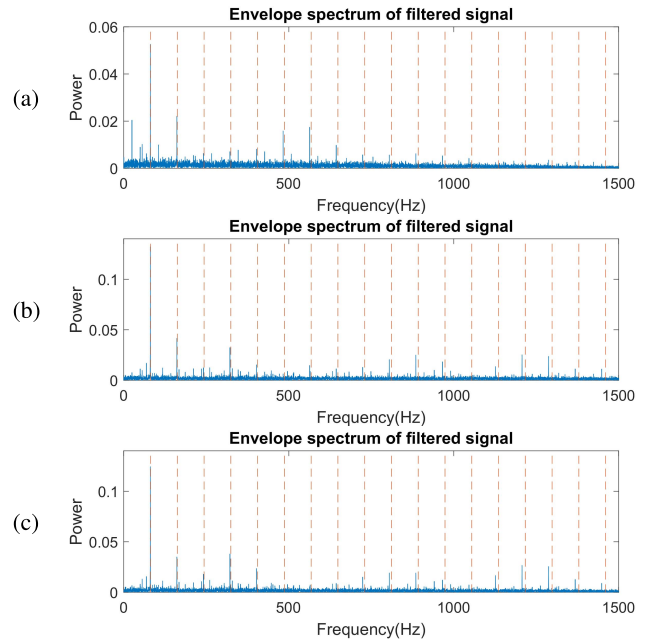 Envelope spectrum of filtered signal
(a)
Power
0.06
0.04
0.02
0
0 500 1000 1500
Frequency(Hz)
Envelope spectrum of filtered signal
(b)
Power
0.1
0.05
0
0 500 1000 1500
Frequency(Hz)
Envelope spectrum of filtered signal
(c)
Power
0.1
0.05
0
0 500 1000 1500
Frequency(Hz)